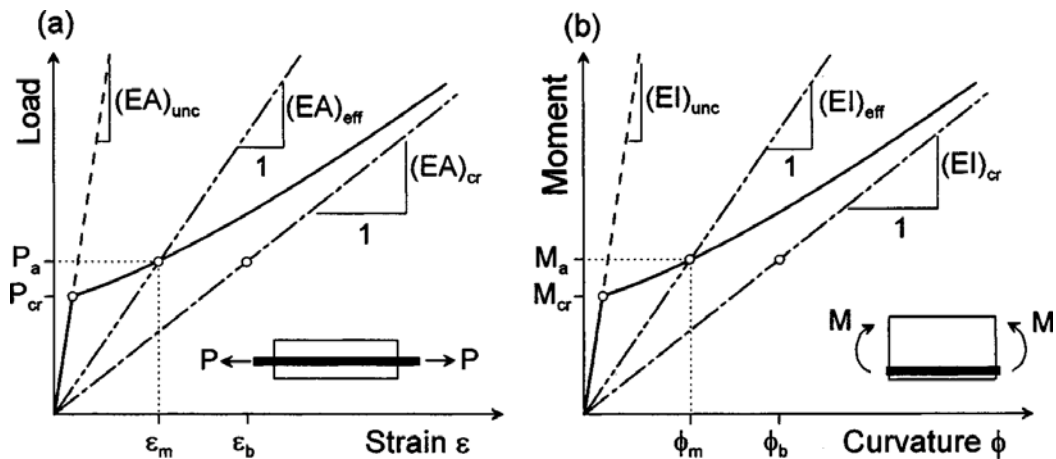 (a)
Load
(EA)unc
(EA)eff
1
(EA)cr
1
Pa
Pcr
P P
εm εb Strain ε
(b)
Moment
(EI)unc
(EI)eff
1
(EI)cr
1
Ma
Mcr
M M
ϕm ϕb Curvature ϕ